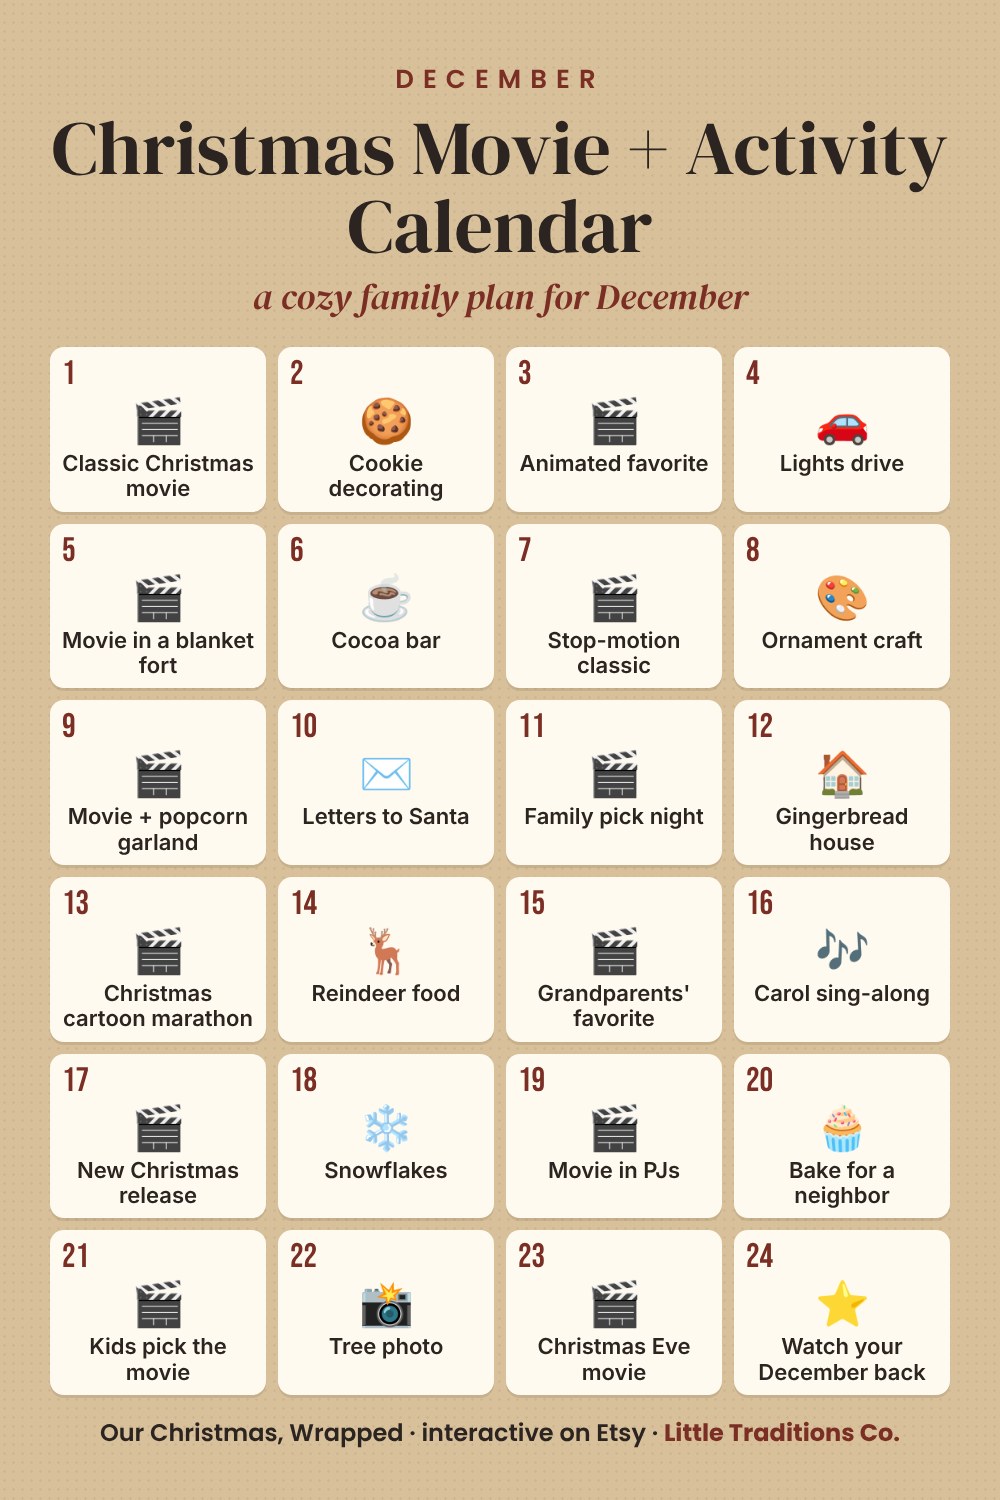 DECEMBER
Christmas Movie + Activity
Calendar
a cozy family plan for December
1
Classic Christmas
movie
2
Cookie
decorating
3
Animated favorite
4
Lights drive
5
Movie in a blanket
fort
6
Cocoa bar
7
Stop-motion
classic
8
Ornament craft
9
Movie + popcorn
garland
10
Letters to Santa
11
Family pick night
12
Gingerbread
house
13
Christmas
cartoon marathon
14
Reindeer food
15
Grandparents'
favorite
16
Carol sing-along
17
New Christmas
release
18
Snowflakes
19
Movie in PJs
20
Bake for a
neighbor
21
Kids pick the
movie
22
Tree photo
23
Christmas Eve
movie
24
Watch your
December back
Our Christmas, Wrapped · interactive on Etsy · Little Traditions Co.